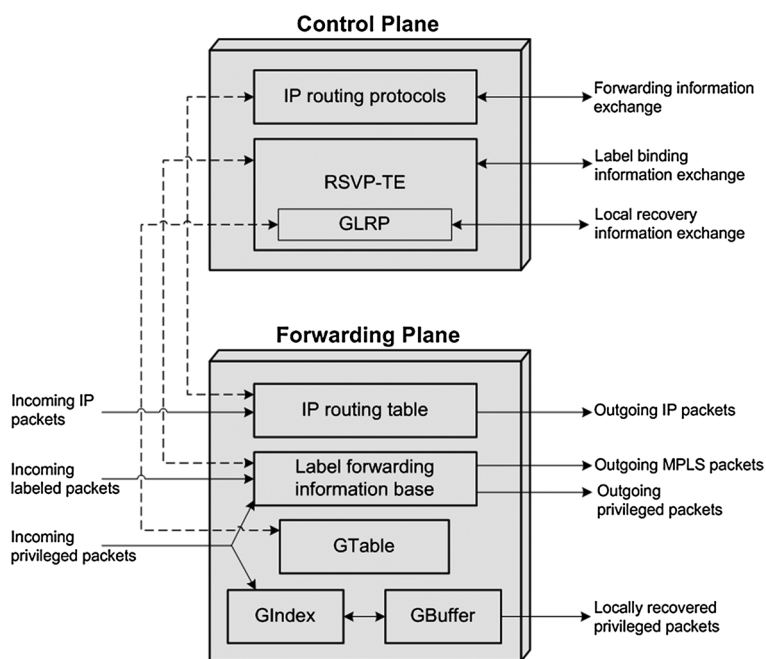 Control Plane
IP routing protocols
Forwarding information
exchange
RSVP-TE
Label binding
information exchange
GLRP
Local recovery
information exchange
Forwarding Plane
Incoming IP
packets
IP routing table
Outgoing IP packets
Incoming
labeled packets
Label forwarding
information base
Outgoing MPLS packets
Outgoing
privileged packets
Incoming
privileged packets
GTable
GIndex
GBuffer
Locally recovered
privileged packets